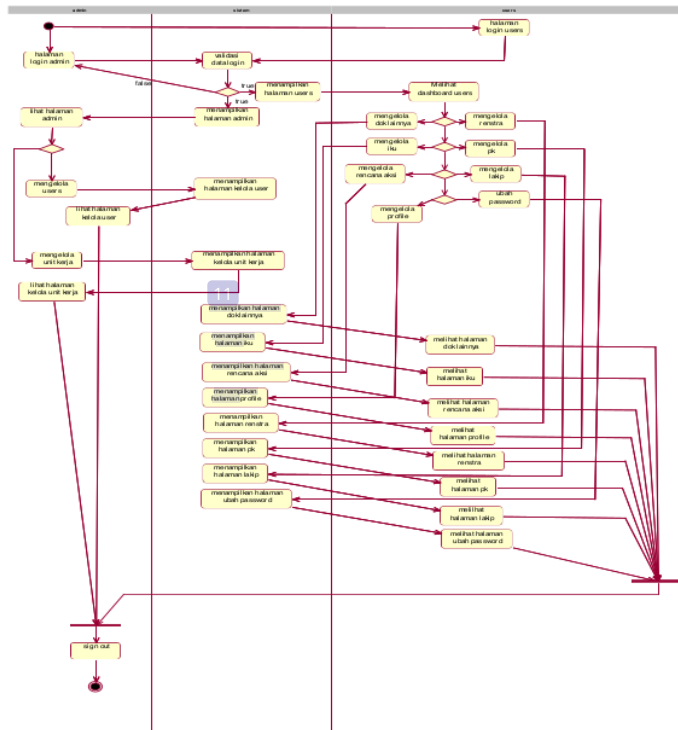 admin
sistem
users
halaman
login users
halaman
login admin
validasi
data login
false
true
true
menampilkan
halaman users
Melihat
dashboard users
lihat halaman
admin
menampilkan
halaman admin
mengelola
doklainnya
mengelola
renstra
mengelola
iku
mengelola
pk
mengelola
rencana aksi
mengelola
lakip
mengelola
profile
ubah
password
mengelola
users
menampilkan
halaman kelola user
lihat halaman
kelola user
mengelola
unit kerja
menampilkan halaman
kelola unit kerja
lihat halaman
kelola unit kerja
11
menampilkan halaman
doklainnya
melihat halaman
doklainnya
menampilkan
halaman iku
melihat
halaman iku
menampilkan halaman
rencana aksi
melihat halaman
rencana aksi
menampilkan
halaman profile
melihat
halaman profile
menampilkan
halaman renstra
melihat halaman
renstra
menampilkan
halaman pk
melihat
halaman pk
menampilkan
halaman lakip
melihat
halaman lakip
menampilkan halaman
ubah password
melihat halaman
ubah password
sign out